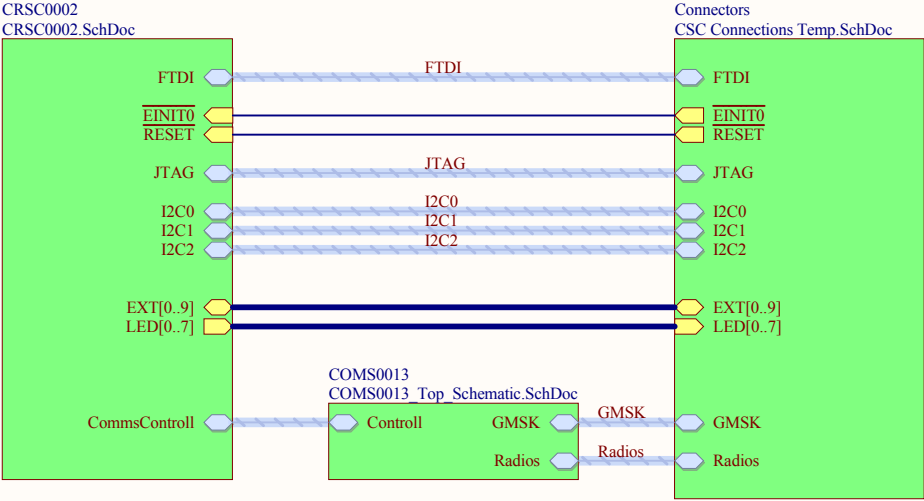 CRSC0002
CRSC0002.SchDoc
Connectors
CSC Connections Temp.SchDoc
FTDI FTDI FTDI
EINIT0 EINIT0
RESET RESET
JTAG JTAG JTAG
I2C0 I2C0 I2C0
I2C1 I2C1 I2C1
I2C2 I2C2 I2C2
EXT[0..9] EXT[0..9]
LED[0..7] LED[0..7]
COMS0013
COMS0013_Top_Schematic.SchDoc
CommsControll Controll GMSK GMSK GMSK
Radios Radios Radios